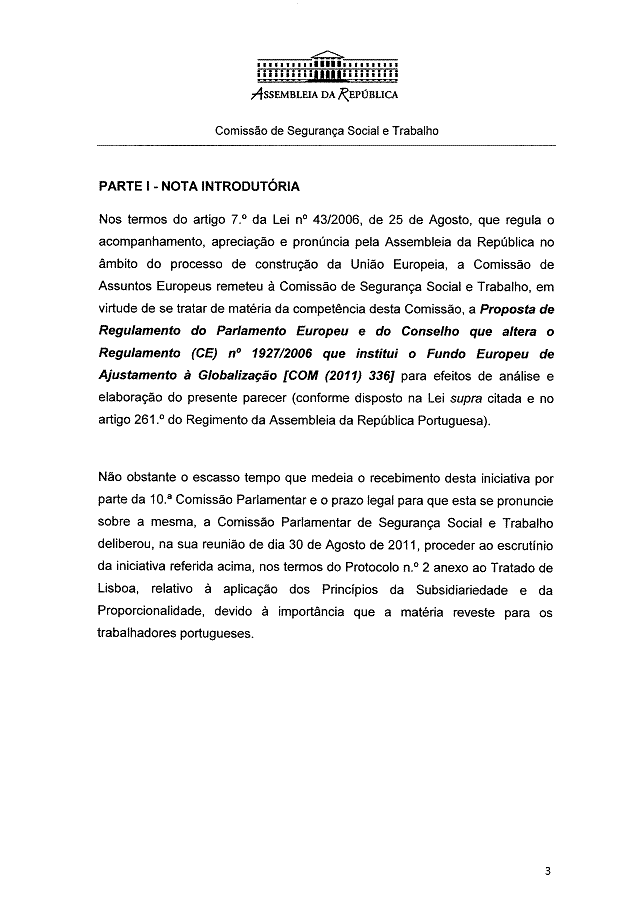 ASSEMBLEIA DA REPÚBLICA
Comissão de Segurança Social e Trabalho
PARTE I - NOTA INTRODUTÓRIA
Nos termos do artigo 7.º da Lei nº 43/2006, de 25 de Agosto, que regula o
acompanhamento, apreciação e pronúncia pela Assembleia da República no
âmbito do processo de construção da União Europeia, a Comissão de
Assuntos Europeus remeteu à Comissão de Segurança Social e Trabalho, em
virtude de se tratar de matéria da competência desta Comissão, a Proposta de
Regulamento do Parlamento Europeu e do Conselho que altera o
Regulamento (CE) nº 1927/2006 que institui o Fundo Europeu de
Ajustamento à Globalização [COM (2011) 336] para efeitos de análise e
elaboração do presente parecer (conforme disposto na Lei supra citada e no
artigo 261.º do Regimento da Assembleia da República Portuguesa).
Não obstante o escasso tempo que medeia o recebimento desta iniciativa por
parte da 10.ª Comissão Parlamentar e o prazo legal para que esta se pronuncie
sobre a mesma, a Comissão Parlamentar de Segurança Social e Trabalho
deliberou, na sua reunião de dia 30 de Agosto de 2011, proceder ao escrutínio
da iniciativa referida acima, nos termos do Protocolo n.º 2 anexo ao Tratado de
Lisboa, relativo à aplicação dos Princípios da Subsidiariedade e da
Proporcionalidade, devido à importância que a matéria reveste para os
trabalhadores portugueses.
3